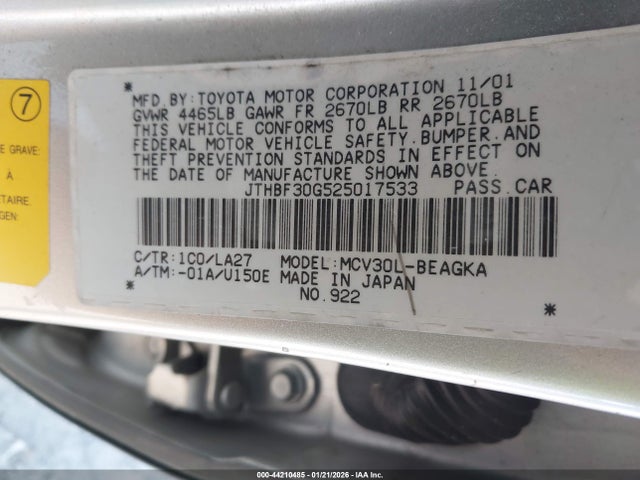 MFD.BY:TOYOTA MOTOR CORPORATION 11/01
GVWR 4465LB GAWR FR 2670LB RR 2670LB
THIS VEHICLE CONFORMS TO ALL APPLICABLE
FEDERAL MOTOR VEHICLE SAFETY,BUMPER,AND
THEFT PREVENTION STANDARDS IN EFFECT ON
THE DATE OF MANUFACTURE SHOWN ABOVE.
JTHBF30G525017533 PASS.CAR
C/TR:1C0/LA27 MODEL:MCV30L-BEAGKA
A/TM:-01A/U150E MADE IN JAPAN
NO.922
7
E GRAVE:
À
ÉTAIRE.
GEN:
000-44210485 - 01/21/2026 - IAA Inc.